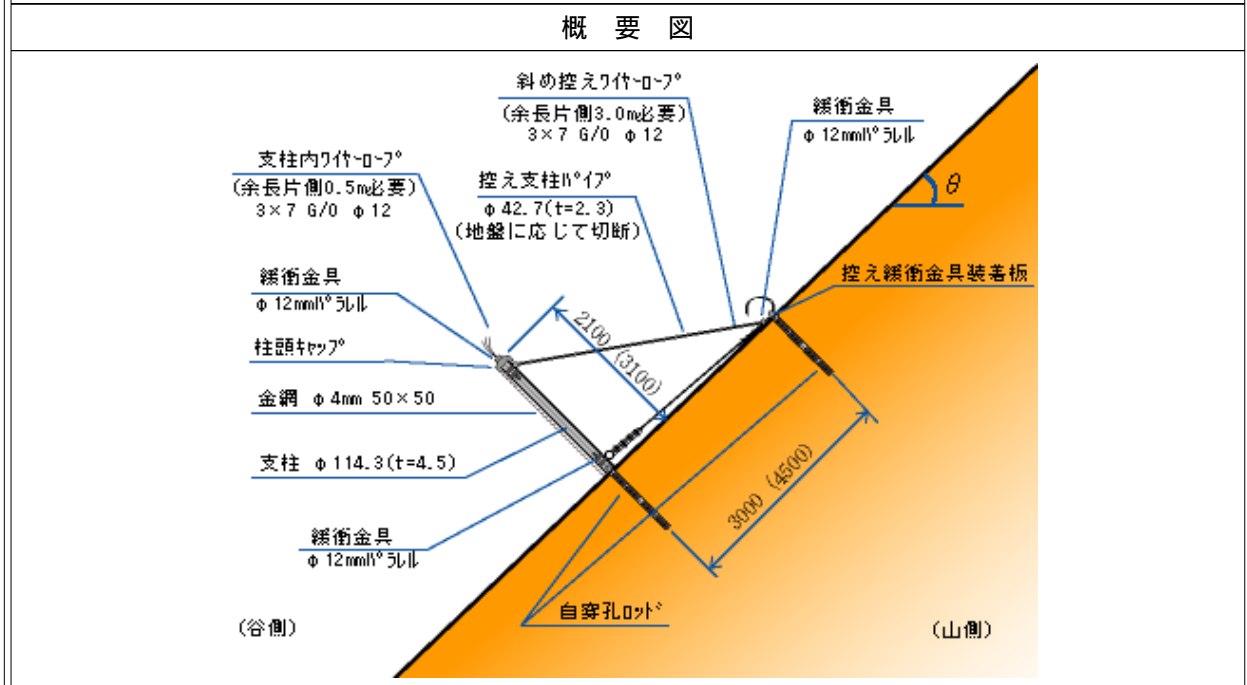 概 要 図
斜め控えﾜｲﾔｰﾛｰﾌﾟ
(余長片側3.0m必要)
3×7 G/O φ12
緩衝金具
φ12mmﾊﾟﾗﾚﾙ
支柱内ﾜｲﾔｰﾛｰﾌﾟ
(余長片側0.5m必要)
3×7 G/O φ12
控え支柱ﾊﾟｲﾌﾟ
φ42.7(t=2.3)
(地盤に応じて切断)
θ
緩衝金具
φ12mmﾊﾟﾗﾚﾙ
控え緩衝金具装着板
2100 (3100)
柱頭ｷｬｯﾌﾟ
金網 φ4mm 50×50
支柱 φ114.3(t=4.5)
3000 (4500)
緩衝金具
φ12mmﾊﾟﾗﾚﾙ
自穿孔ﾛｯﾄﾞ
(谷側)
(山側)